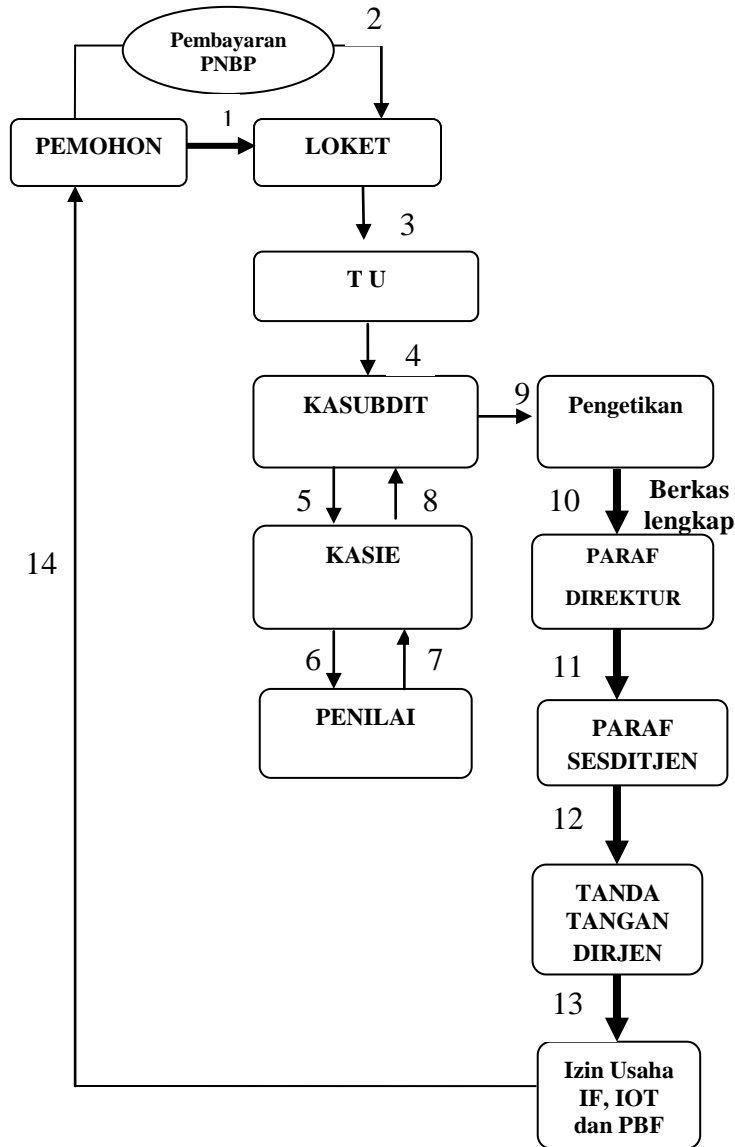 2
Pembayaran
PNBP
1
PEMOHON
LOKET
3
T U
4
KASUBDIT
9
Pengetikan
5
8
10
Berkas
lengkap
14
KASIE
PARAF
DIREKTUR
6
7
11
PENILAI
PARAF
SESDITJEN
12
TANDA
TANGAN
DIRJEN
13
Izin Usaha
IF, IOT
dan PBF